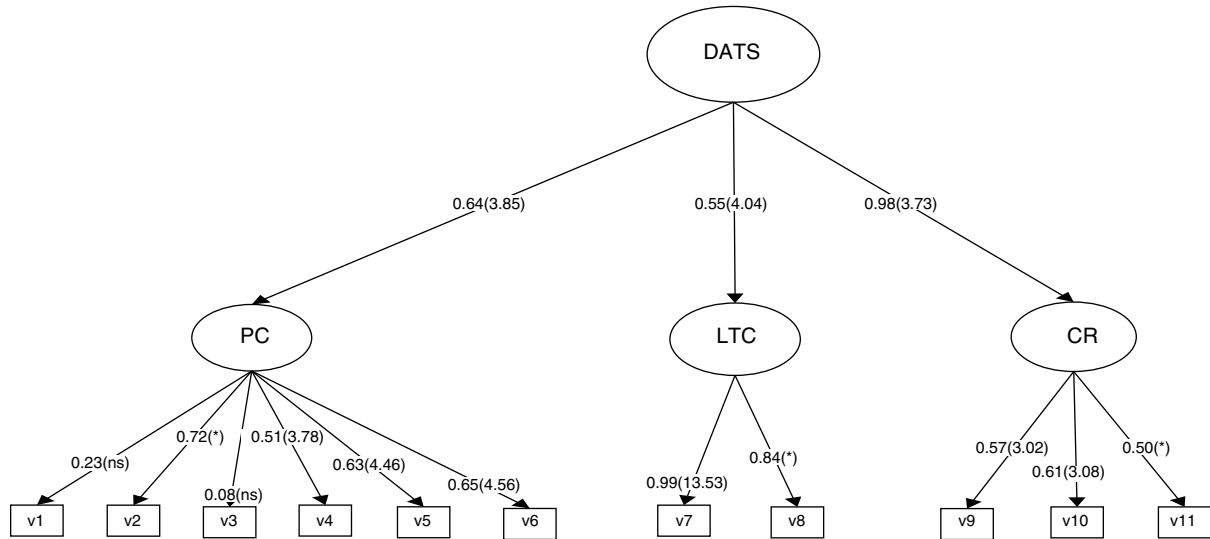 DATS
0.64(3.85)
0.55(4.04)
0.98(3.73)
PC
LTC
CR
0.23(ns)
0.72(*)
0.08(ns)
0.51(3.78)
0.63(4.46)
0.65(4.56)
0.99(13.53)
0.84(*)
0.57(3.02)
0.61(3.08)
0.50(*)
v1
v2
v3
v4
v5
v6
v7
v8
v9
v10
v11